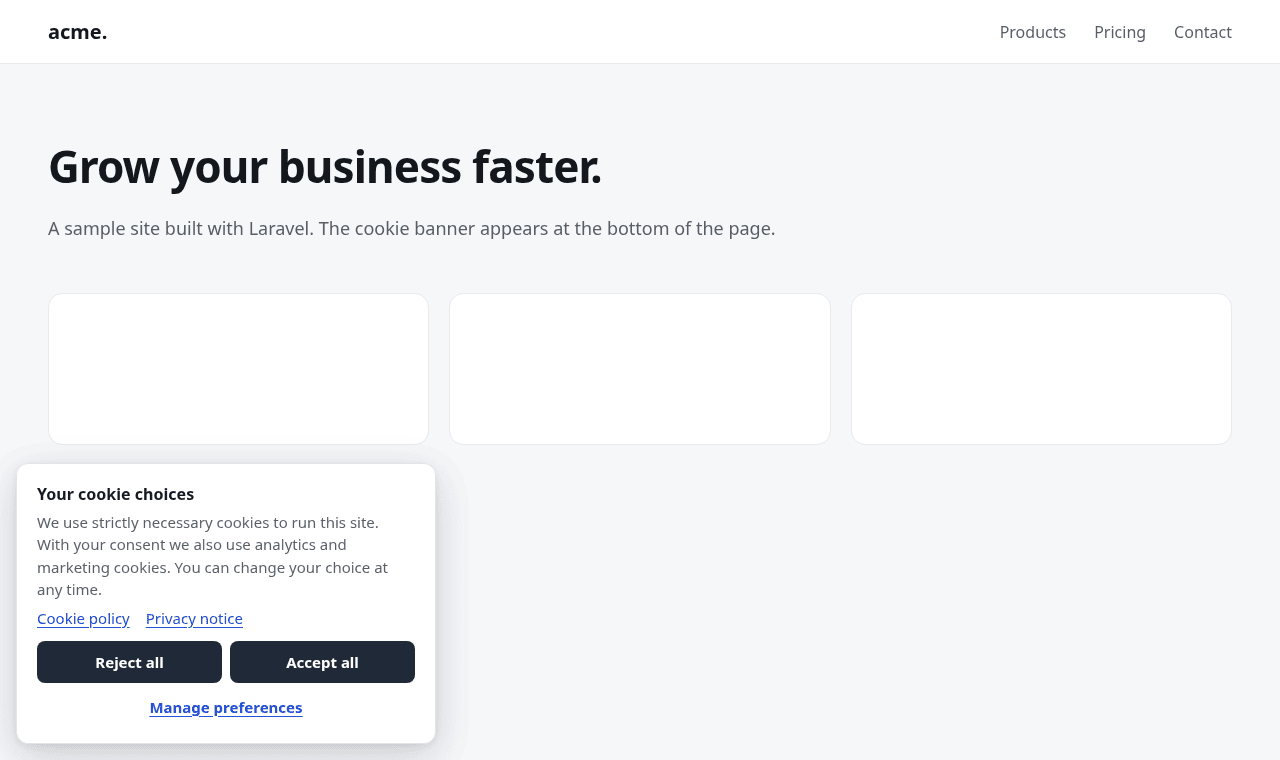 acme.
Products
Pricing
Contact
Grow your business faster.
A sample site built with Laravel. The cookie banner appears at the bottom of the page.
Your cookie choices
We use strictly necessary cookies to run this site.
With your consent we also use analytics and
marketing cookies. You can change your choice at
any time.
Cookie policy
Privacy notice
Reject all
Accept all
Manage preferences